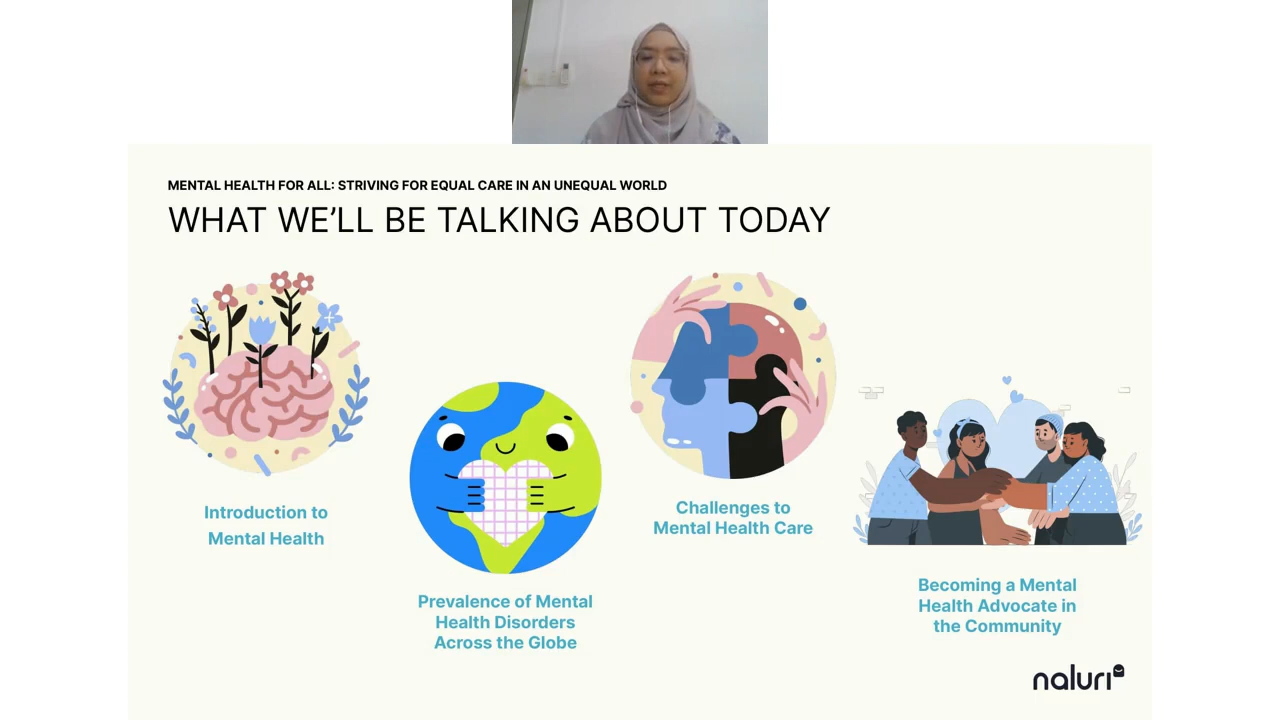 MENTAL HEALTH FOR ALL: STRIVING FOR EQUAL CARE IN AN UNEQUAL WORLD
WHAT WE’LL BE TALKING ABOUT TODAY
Introduction to
Mental Health
Prevalence of Mental
Health Disorders
Across the Globe
Challenges to
Mental Health Care
Becoming a Mental
Health Advocate in
the Community
naluri